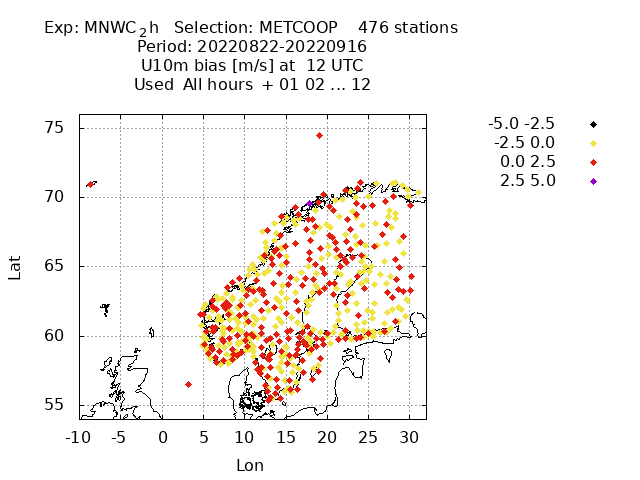 Exp: MNWC_2h Selection: METCOOP 476 stations
Period: 20220822-20220916
U10m bias [m/s] at 12 UTC
Used All hours + 01 02 ... 12
-5.0 -2.5
-2.5 0.0
0.0 2.5
2.5 5.0
75
70
65
60
55
Lat
-10 -5 0 5 10 15 20 25 30
Lon